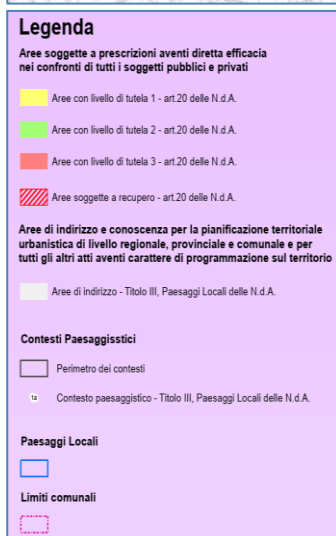 Legenda
Aree soggette a prescrizioni aventi diretta efficacia
nei confronti di tutti i soggetti pubblici e privati
Aree con livello di tutela 1 - art.20 delle N.d.A.
Aree con livello di tutela 2 - art.20 delle N.d.A.
Aree con livello di tutela 3 - art.20 delle N.d.A.
Aree soggette a recupero - art.20 delle N.d.A.
Aree di indirizzo e conoscenza per la pianificazione territoriale
urbanistica di livello regionale, provinciale e comunale e per
tutti gli altri atti aventi carattere di programmazione sul territorio
Aree di indirizzo - Titolo III, Paesaggi Locali delle N.d.A.
Contesti Paesaggisstici
Perimetro dei contesti
1a Contesto paesaggistico - Titolo III, Paesaggi Locali delle N.d.A.
Paesaggi Locali
Limiti comunali